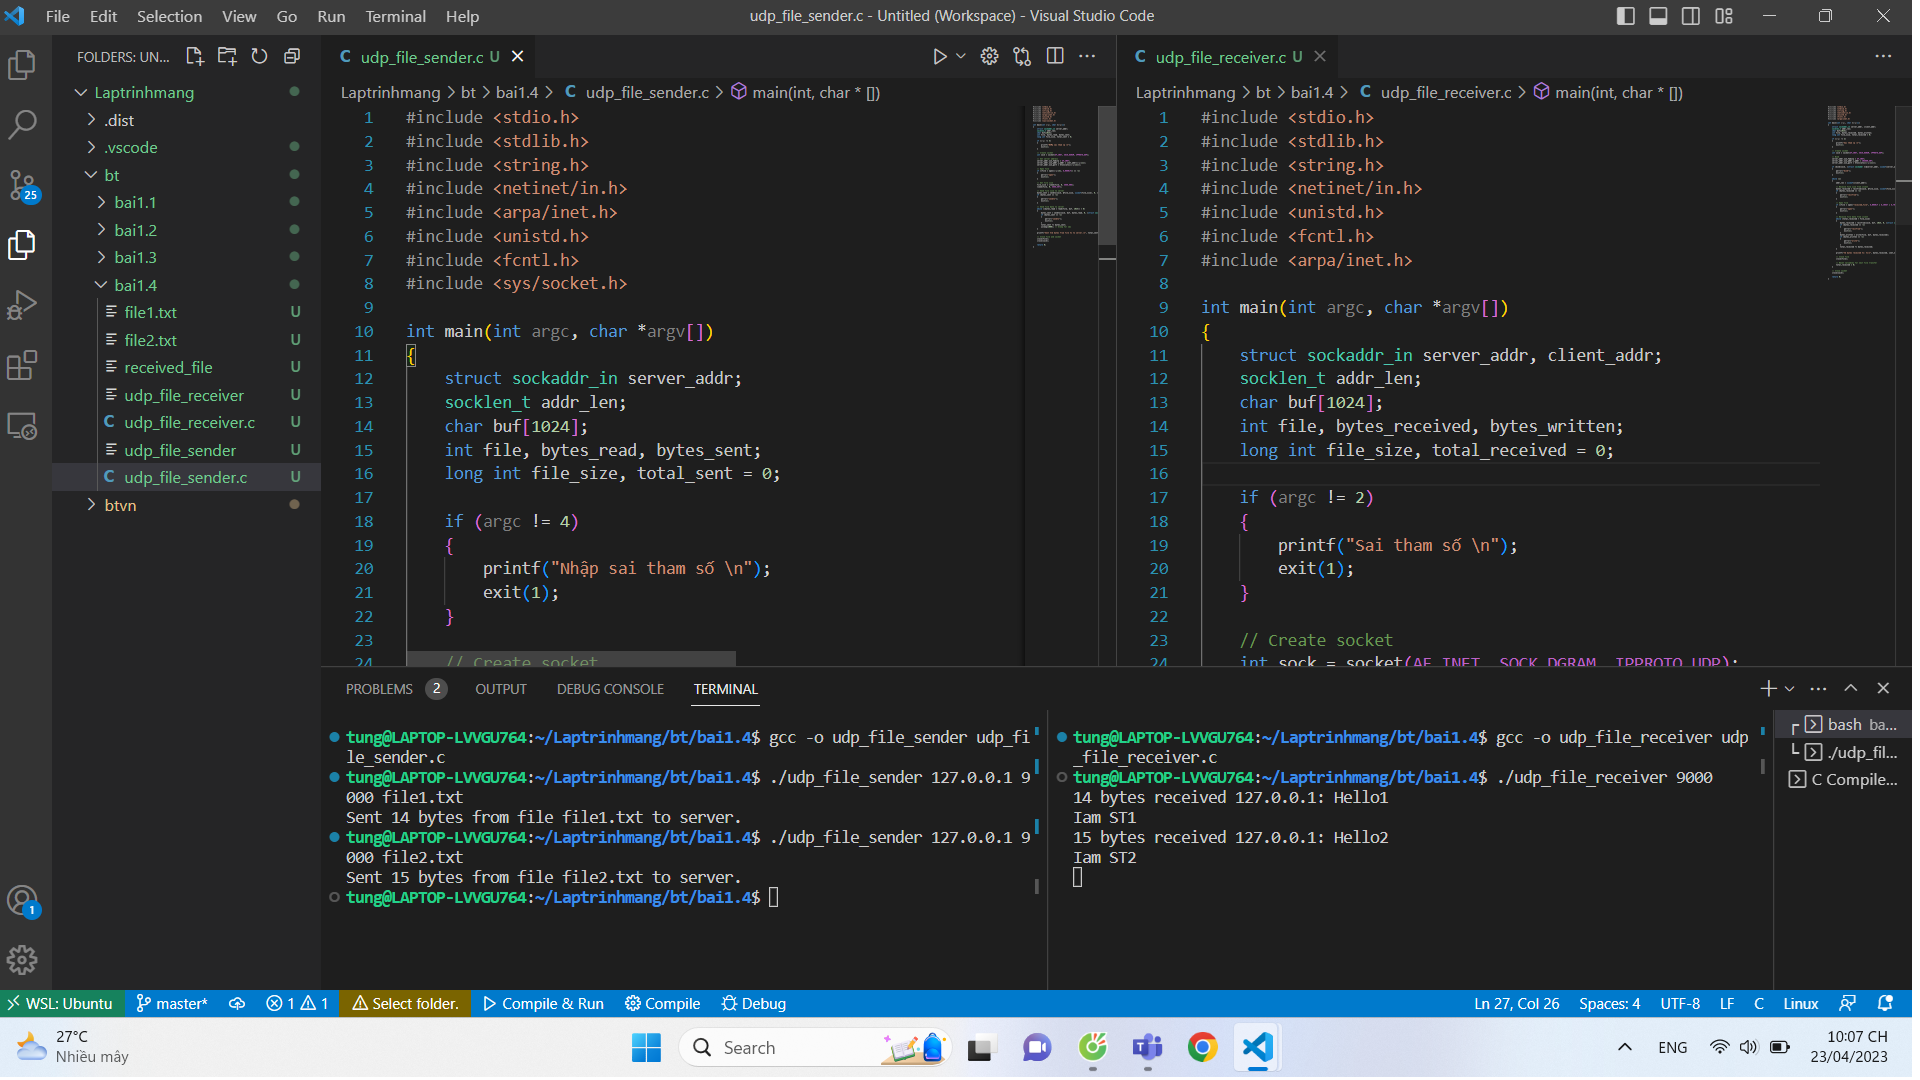 File Edit Selection View Go Run Terminal Help
udp_file_sender.c - Untitled (Workspace) - Visual Studio Code
FOLDERS: UN...
Laptrinhmang
.dist
.vscode
bt
bai1.1
bai1.2
bai1.3
bai1.4
file1.txt U
file2.txt U
received_file U
udp_file_receiver U
C udp_file_receiver.c U
udp_file_sender U
C udp_file_sender.c U
btvn
25
1
C udp_file_sender.c U
Laptrinhmang > bt > bai1.4 > C udp_file_sender.c > main(int, char * [])
1 #include <stdio.h>
2 #include <stdlib.h>
3 #include <string.h>
4 #include <netinet/in.h>
5 #include <arpa/inet.h>
6 #include <unistd.h>
7 #include <fcntl.h>
8 #include <sys/socket.h>
9
10 int main(int argc, char *argv[])
11 {
12 struct sockaddr_in server_addr;
13 socklen_t addr_len;
14 char buf[1024];
15 int file, bytes_read, bytes_sent;
16 long int file_size, total_sent = 0;
17
18 if (argc != 4)
19 {
20 printf("Nhập sai tham số \n");
21 exit(1);
22 }
23
24 // Create socket
C udp_file_receiver.c U
Laptrinhmang > bt > bai1.4 > C udp_file_receiver.c > main(int, char * [])
1 #include <stdio.h>
2 #include <stdlib.h>
3 #include <string.h>
4 #include <netinet/in.h>
5 #include <unistd.h>
6 #include <fcntl.h>
7 #include <arpa/inet.h>
8
9 int main(int argc, char *argv[])
10 {
11 struct sockaddr_in server_addr, client_addr;
12 socklen_t addr_len;
13 char buf[1024];
14 int file, bytes_received, bytes_written;
15 long int file_size, total_received = 0;
16
17 if (argc != 2)
18 {
19 printf("Sai tham số \n");
20 exit(1);
21 }
22
23 // Create socket
24 int sock = socket(AF_INET, SOCK_DGRAM, IPPROTO_UDP);
PROBLEMS 2 OUTPUT DEBUG CONSOLE TERMINAL
tung@LAPTOP-LVVGU764:~/Laptrinhmang/bt/bai1.4$ gcc -o udp_file_sender udp_fi
le_sender.c
tung@LAPTOP-LVVGU764:~/Laptrinhmang/bt/bai1.4$ ./udp_file_sender 127.0.0.1 9
000 file1.txt
Sent 14 bytes from file file1.txt to server.
tung@LAPTOP-LVVGU764:~/Laptrinhmang/bt/bai1.4$ ./udp_file_sender 127.0.0.1 9
000 file2.txt
Sent 15 bytes from file file2.txt to server.
tung@LAPTOP-LVVGU764:~/Laptrinhmang/bt/bai1.4$
tung@LAPTOP-LVVGU764:~/Laptrinhmang/bt/bai1.4$ gcc -o udp_file_receiver udp
_file_receiver.c
tung@LAPTOP-LVVGU764:~/Laptrinhmang/bt/bai1.4$ ./udp_file_receiver 9000
14 bytes received 127.0.0.1: Hello1
Iam ST1
15 bytes received 127.0.0.1: Hello2
Iam ST2
bash ba...
./udp_fil...
C Compile...
WSL: Ubuntu master* 1 1 Select folder. Compile & Run Compile Debug
Ln 27, Col 26 Spaces: 4 UTF-8 LF C Linux
27°C
Nhiều mây
Search
ENG
10:07 CH
23/04/2023